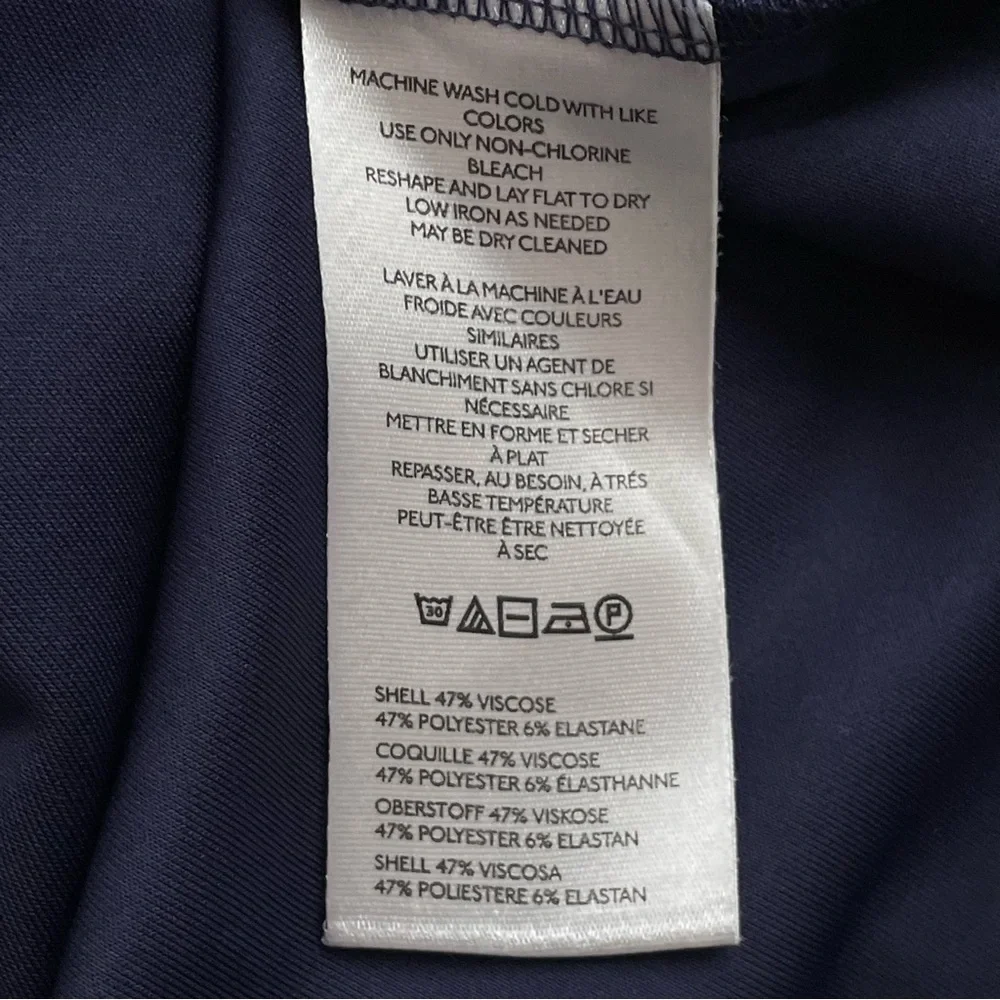 MACHINE WASH COLD WITH LIKE
COLORS
USE ONLY NON-CHLORINE
BLEACH
RESHAPE AND LAY FLAT TO DRY
LOW IRON AS NEEDED
MAY BE DRY CLEANED
LAVER À LA MACHINE À L'EAU
FROIDE AVEC COULEURS
SIMILAIRES
UTILISER UN AGENT DE
BLANCHIMENT SANS CHLORE SI
NÉCESSAIRE
METTRE EN FORME ET SECHER
À PLAT
REPASSER, AU BESOIN, À TRÉS
BASSE TEMPÉRATURE
PEUT-ÊTRE ÊTRE NETTOYÉE
À SEC
30 P
SHELL 47% VISCOSE
47% POLYESTER 6% ELASTANE
COQUILLE 47% VISCOSE
47% POLYESTER 6% ÉLASTHANNE
OBERSTOFF 47% VISKOSE
47% POLYESTER 6% ELASTAN
SHELL 47% VISCOSA
47% POLIESTERE 6% ELASTAN